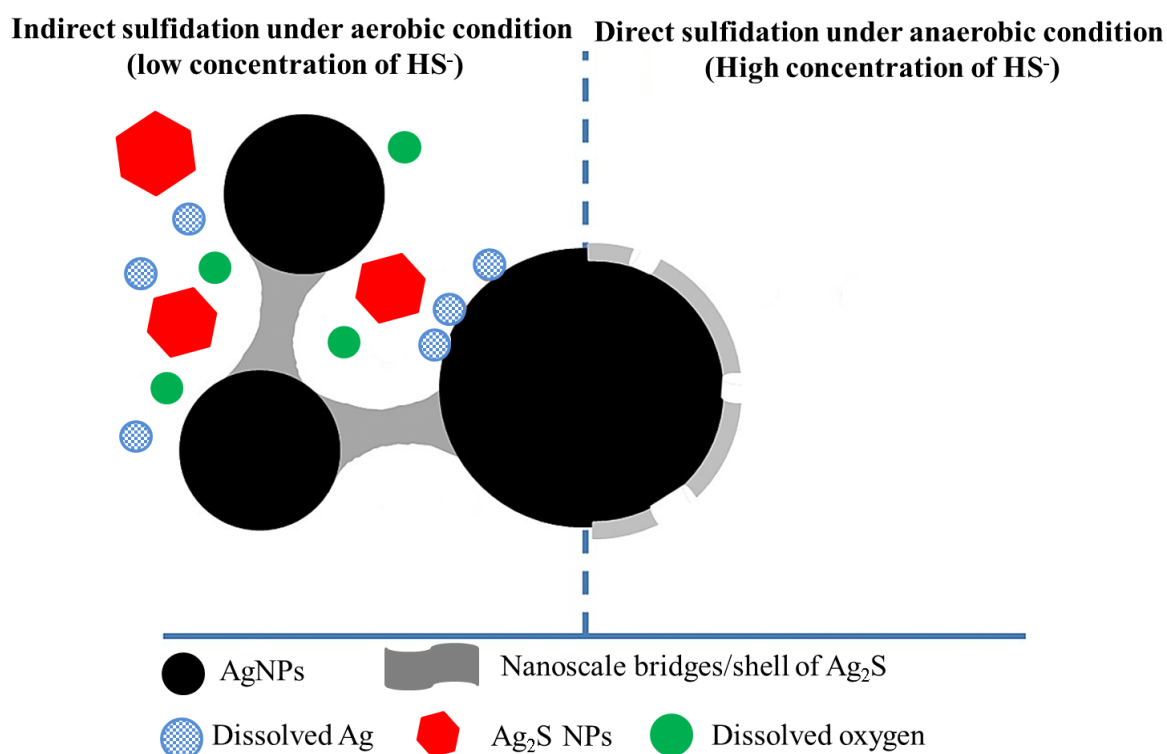 Indirect sulfidation under aerobic condition
(low concentration of HS⁻)
Direct sulfidation under anaerobic condition
(High concentration of HS⁻)
AgNPs
Nanoscale bridges/shell of Ag₂S
Dissolved Ag
Ag₂S NPs
Dissolved oxygen